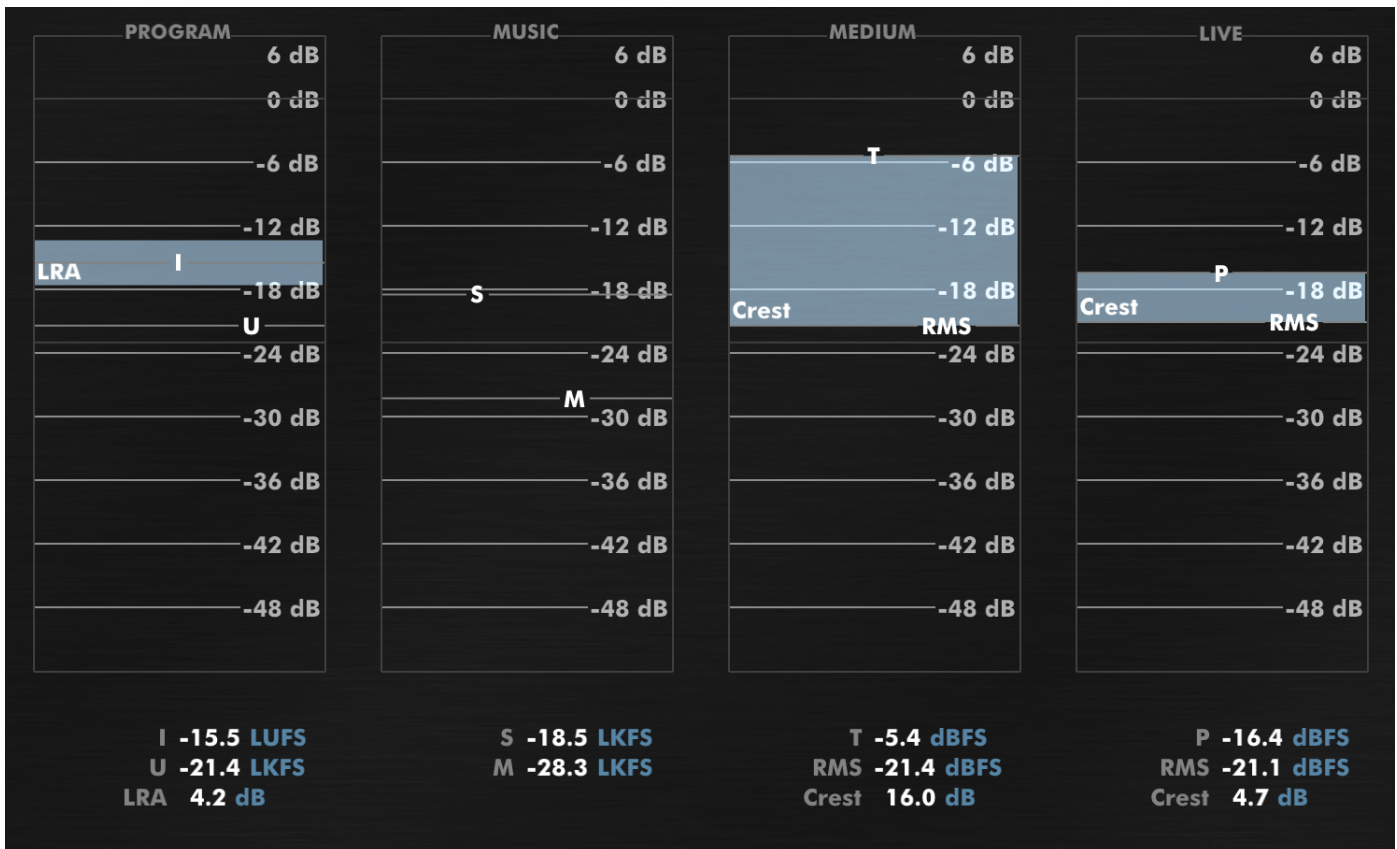 PROGRAM
6 dB
0 dB
-6 dB
-12 dB
I
LRA
-18 dB
U
-24 dB
-30 dB
-36 dB
-42 dB
-48 dB
I -15.5 LUFS
U -21.4 LKFS
LRA 4.2 dB
MUSIC
6 dB
0 dB
-6 dB
-12 dB
-18 dB
S
-24 dB
M
-30 dB
-36 dB
-42 dB
-48 dB
S -18.5 LKFS
M -28.3 LKFS
MEDIUM
6 dB
0 dB
T
-6 dB
-12 dB
-18 dB
Crest
RMS
-24 dB
-30 dB
-36 dB
-42 dB
-48 dB
T -5.4 dBFS
RMS -21.4 dBFS
Crest 16.0 dB
LIVE
6 dB
0 dB
-6 dB
-12 dB
P
-18 dB
Crest
RMS
-24 dB
-30 dB
-36 dB
-42 dB
-48 dB
P -16.4 dBFS
RMS -21.1 dBFS
Crest 4.7 dB